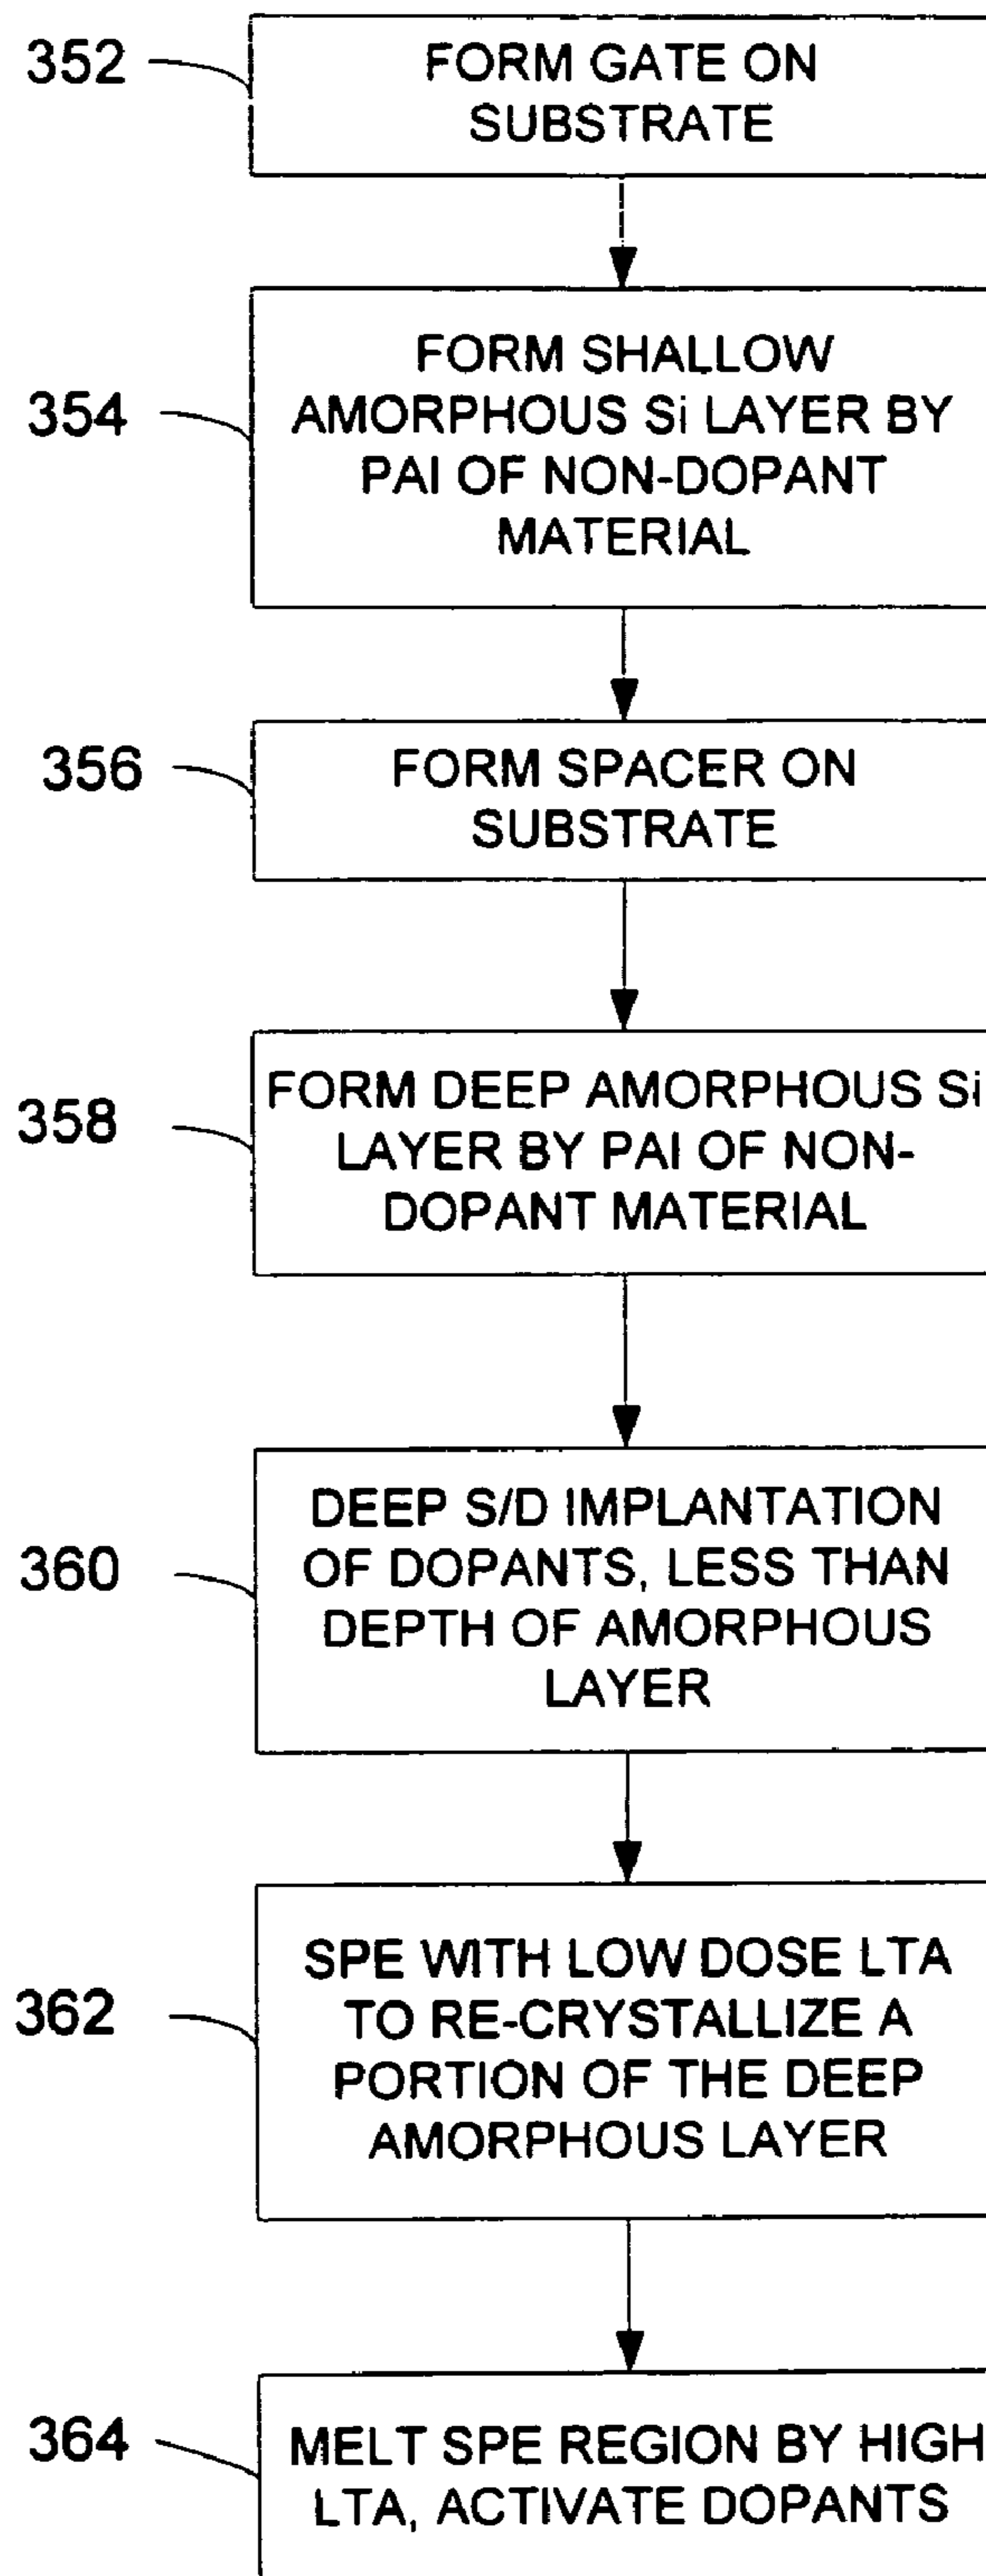 352
FORM GATE ON
SUBSTRATE
354
FORM SHALLOW
AMORPHOUS Si LAYER BY
PAI OF NON-DOPANT
MATERIAL
356
FORM SPACER ON
SUBSTRATE
358
FORM DEEP AMORPHOUS Si
LAYER BY PAI OF NON-
DOPANT MATERIAL
360
DEEP S/D IMPLANTATION
OF DOPANTS, LESS THAN
DEPTH OF AMORPHOUS
LAYER
362
SPE WITH LOW DOSE LTA
TO RE-CRYSTALLIZE A
PORTION OF THE DEEP
AMORPHOUS LAYER
364
MELT SPE REGION BY HIGH
LTA, ACTIVATE DOPANTS